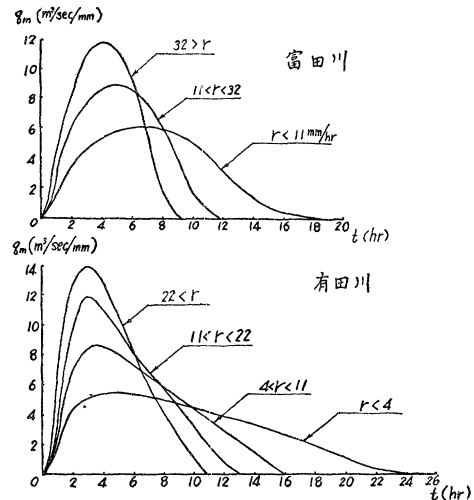 qm (m³/sec/mm)
12
10
8
6
4
2
0
2 4 6 8 10 12 14 16 18 20
t (hr)
富田川
32>r
11<r<32
r<11 mm/hr
qm (m³/sec/mm)
14
12
10
8
6
4
2
0
2 4 6 8 10 12 14 16 18 20 22 24 26
t (hr)
有田川
22<r
11<r<22
4<r<11
r<4